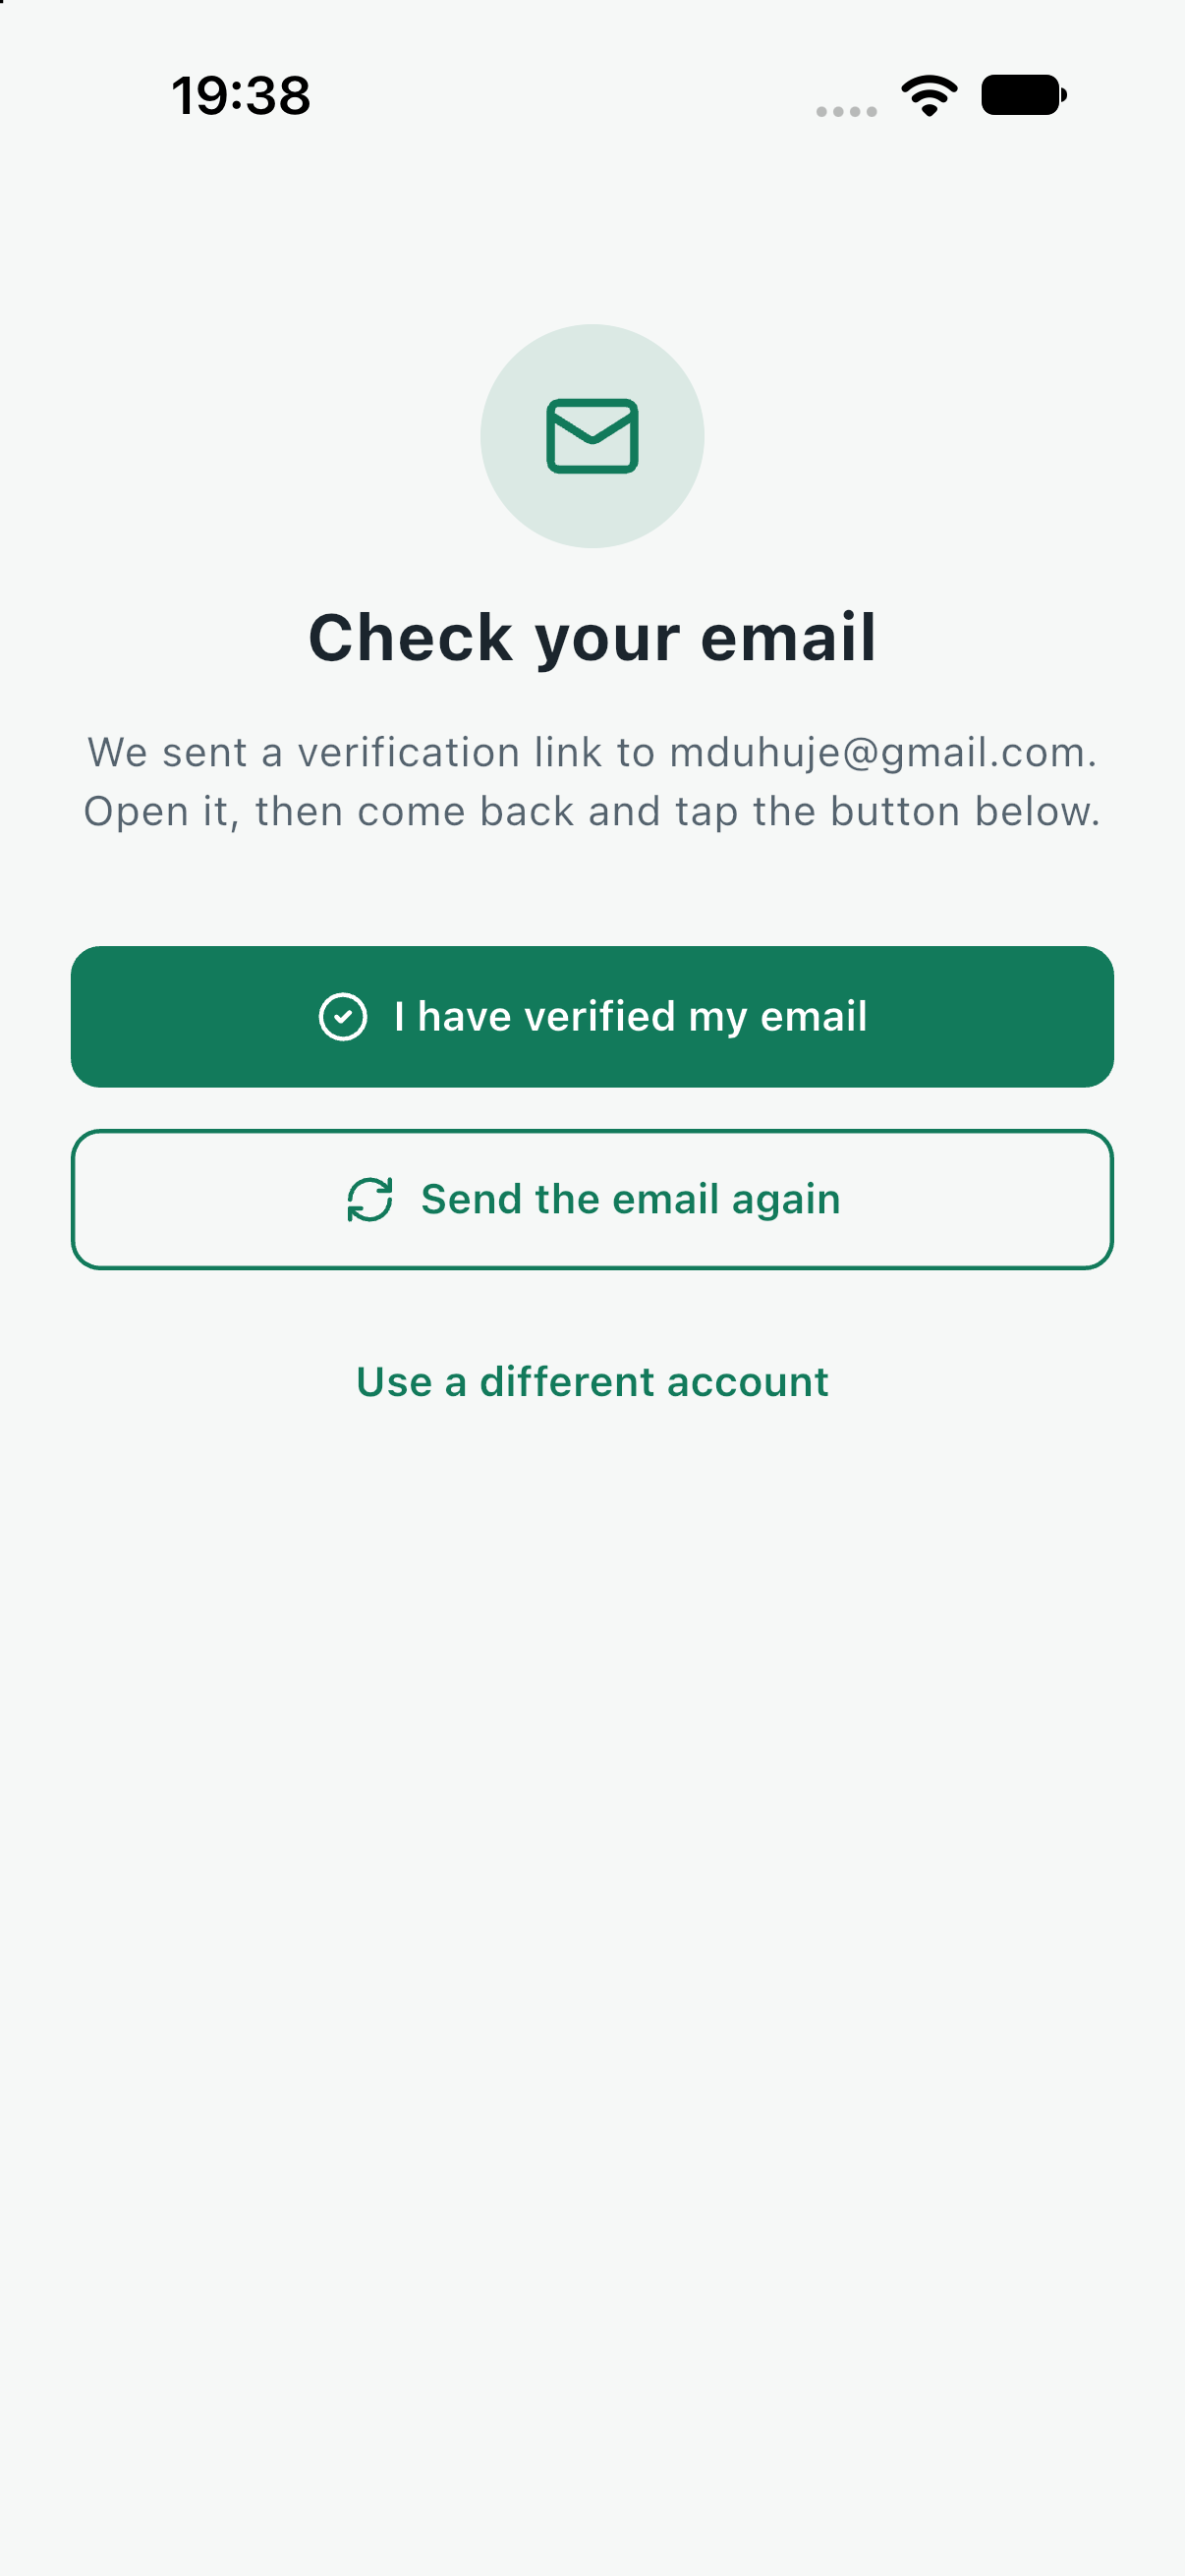 19:38
Check your email
We sent a verification link to mduhuje@gmail.com.
Open it, then come back and tap the button below.
I have verified my email
Send the email again
Use a different account